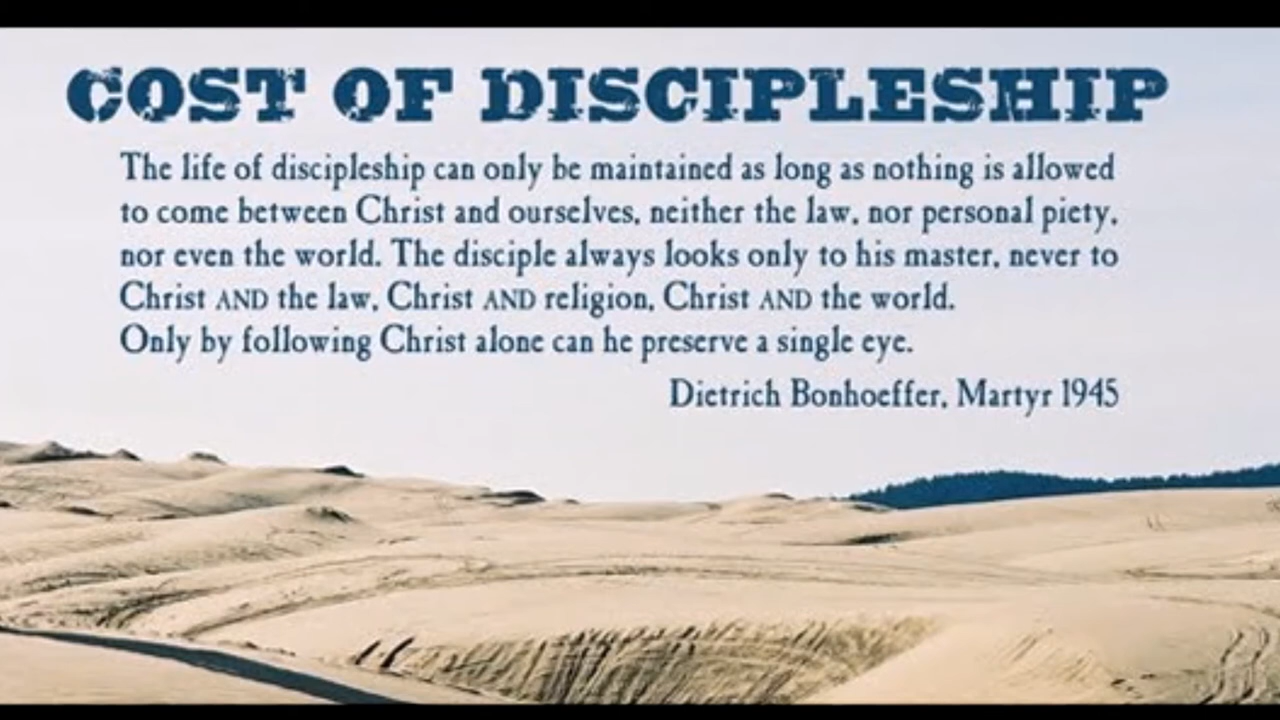 COST OF DISCIPLESHIP
The life of discipleship can only be maintained as long as nothing is allowed
to come between Christ and ourselves, neither the law, nor personal piety,
nor even the world. The disciple always looks only to his master, never to
Christ AND the law, Christ AND religion, Christ AND the world.
Only by following Christ alone can he preserve a single eye.
Dietrich Bonhoeffer, Martyr 1945